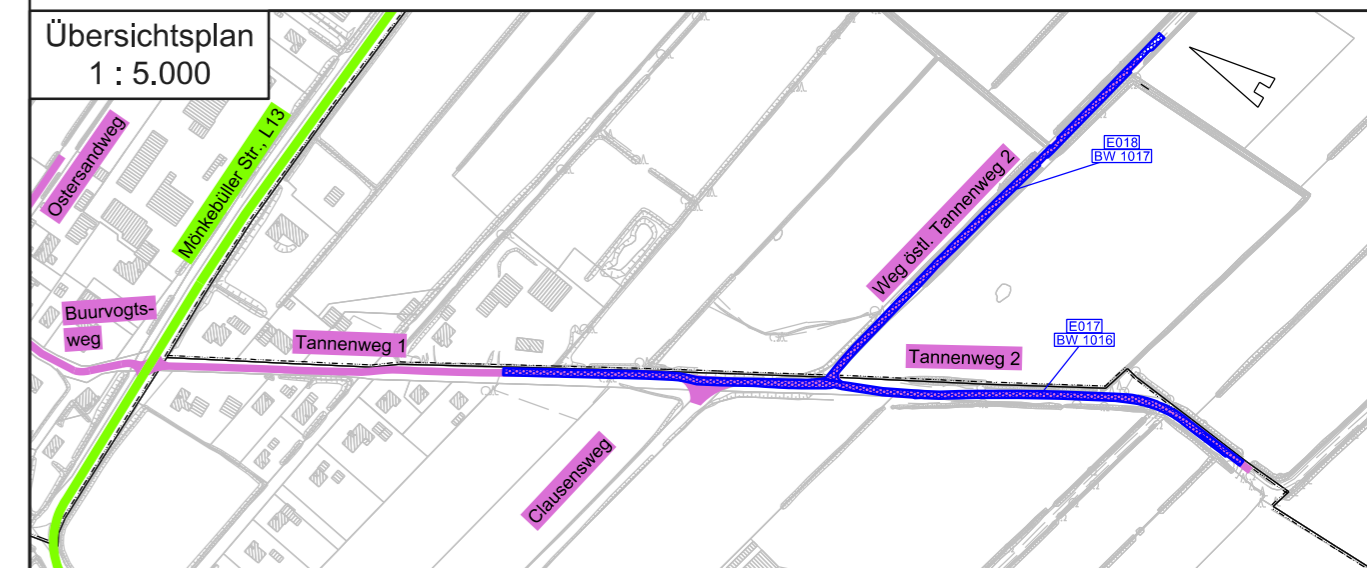 Übersichtsplan
1 : 5.000
Ostersandweg
Mönkebüller Str., L13
Buurvogts-
weg
Tannenweg 1
Clausensweg
Weg östl. Tannenweg 2
Tannenweg 2
E018
BW 1017
E017
BW 1016